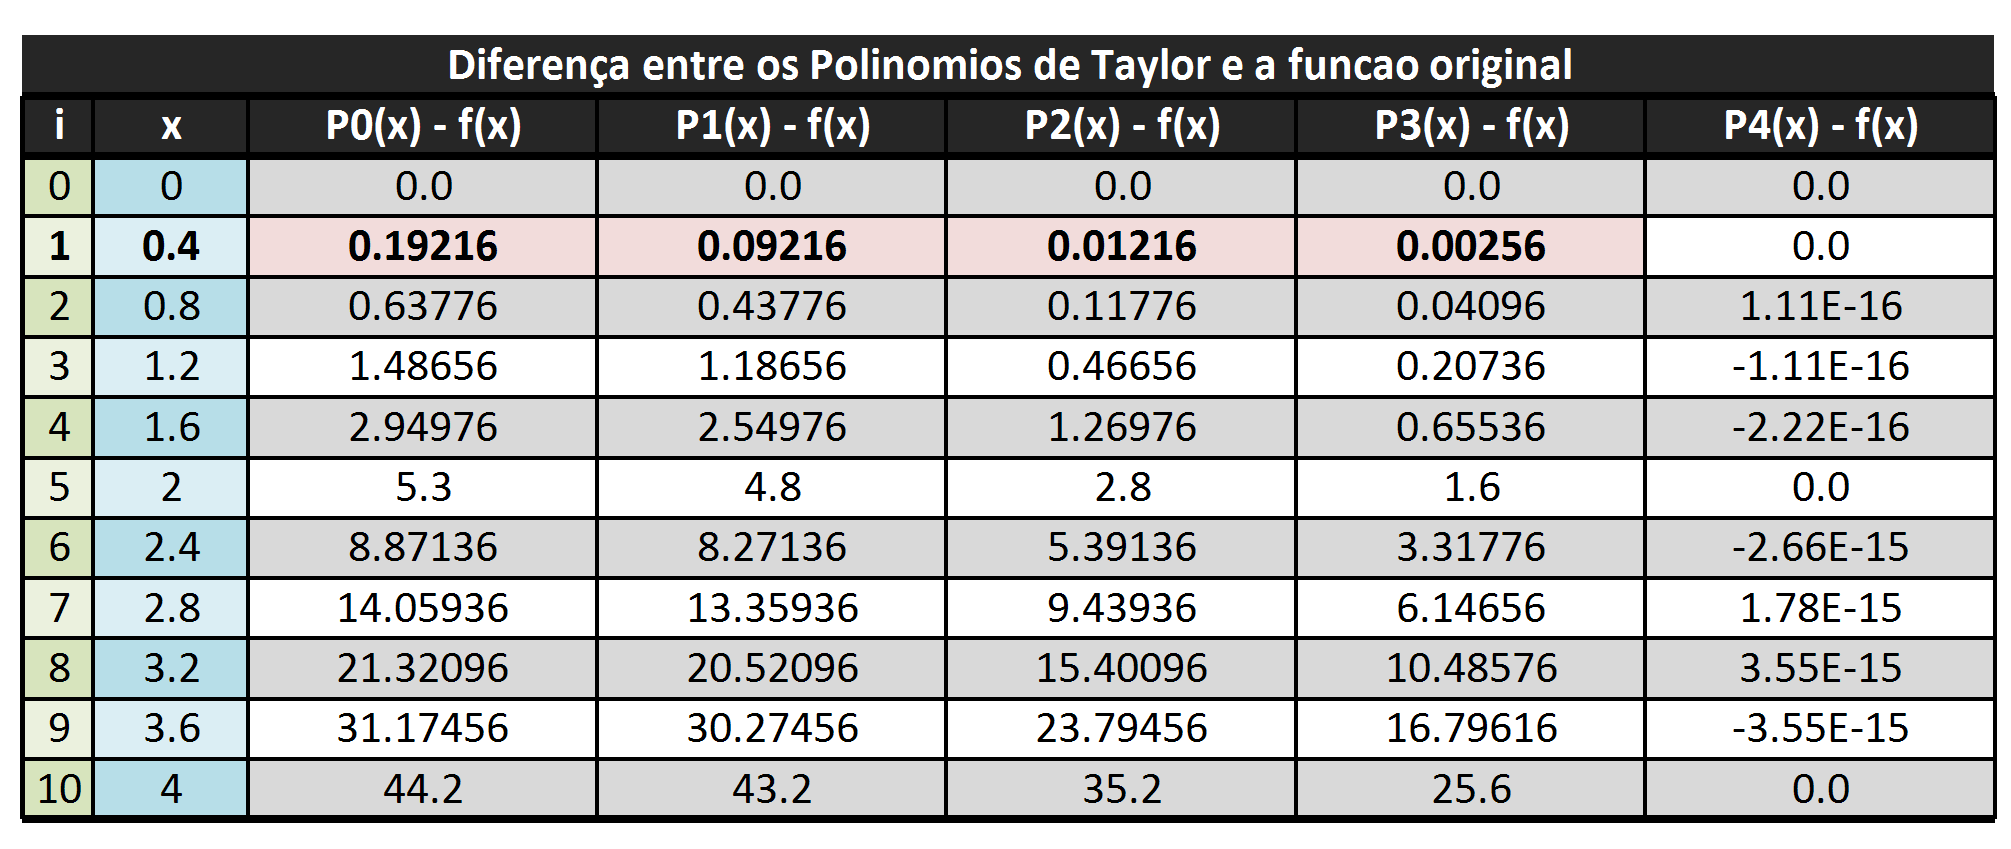 Diferença entre os Polinomios de Taylor e a funcao original
i x P0(x) - f(x) P1(x) - f(x) P2(x) - f(x) P3(x) - f(x) P4(x) - f(x)
0 0 0.0 0.0 0.0 0.0 0.0
1 0.4 0.19216 0.09216 0.01216 0.00256 0.0
2 0.8 0.63776 0.43776 0.11776 0.04096 1.11E-16
3 1.2 1.48656 1.18656 0.46656 0.20736 -1.11E-16
4 1.6 2.94976 2.54976 1.26976 0.65536 -2.22E-16
5 2 5.3 4.8 2.8 1.6 0.0
6 2.4 8.87136 8.27136 5.39136 3.31776 -2.66E-15
7 2.8 14.05936 13.35936 9.43936 6.14656 1.78E-15
8 3.2 21.32096 20.52096 15.40096 10.48576 3.55E-15
9 3.6 31.17456 30.27456 23.79456 16.79616 -3.55E-15
10 4 44.2 43.2 35.2 25.6 0.0